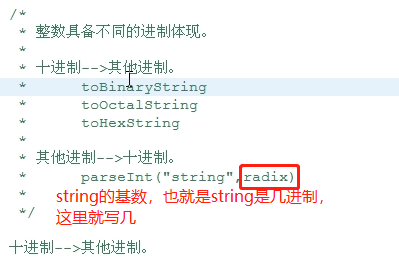 /*
* 整数具备不同的进制体现。
*
* 十进制-->其他进制。
* toBinaryString
* toOctalString
* toHexString
*
* 其他进制-->十进制。
* parseInt("string",radix)
* string的基数，也就是string是几进制，
*/ 这里就写几
十进制-->其他进制。